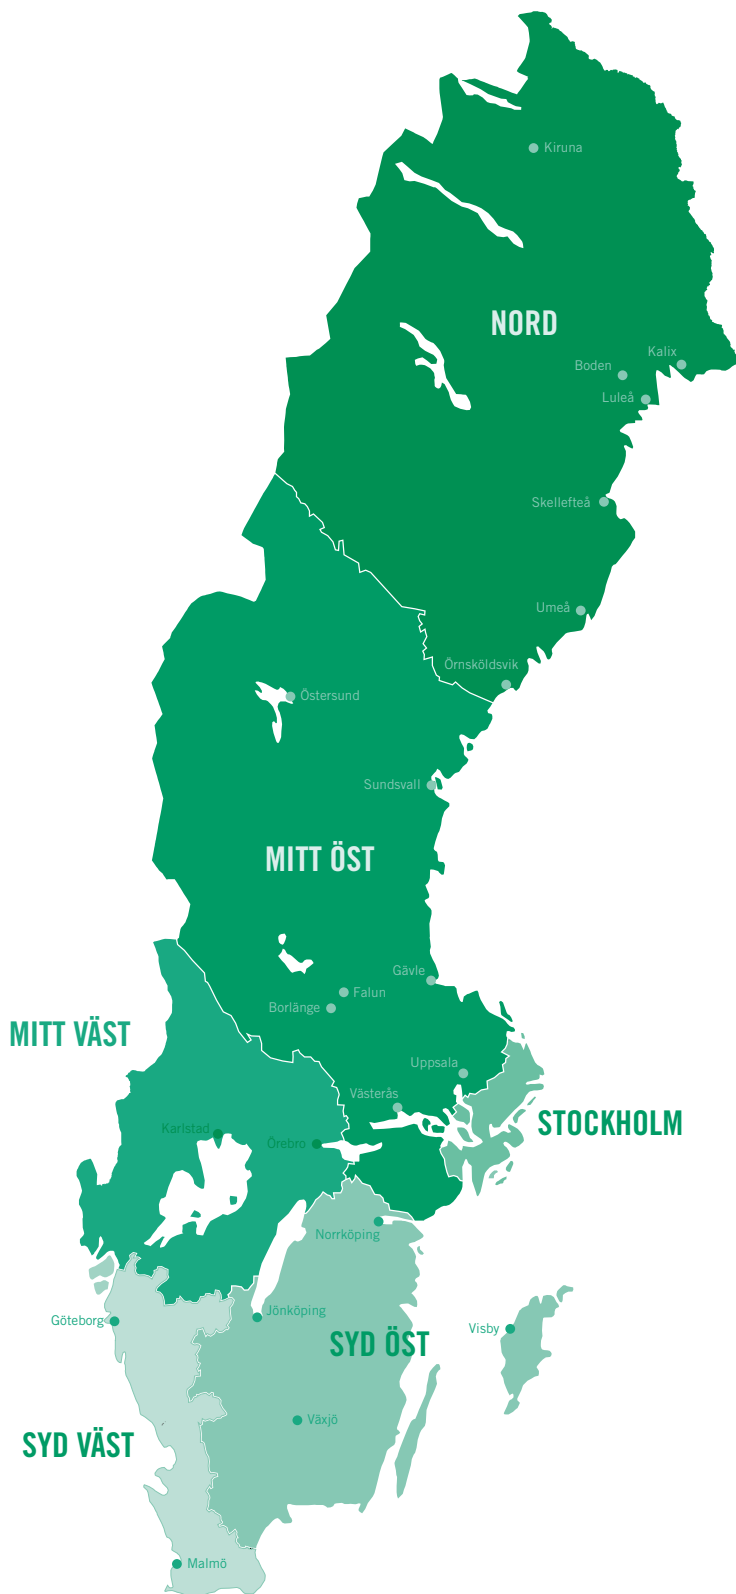 Kiruna
NORD
Kalix
Boden
Luleå
Skellefteå
Umeå
Örnsköldsvik
Östersund
Sundsvall
MITT ÖST
Gävle
Falun
Borlänge
MITT VÄST
Uppsala
Västerås
STOCKHOLM
Karlstad
Örebro
Norrköping
Jönköping
Göteborg
Visby
SYD ÖST
Växjö
SYD VÄST
Malmö